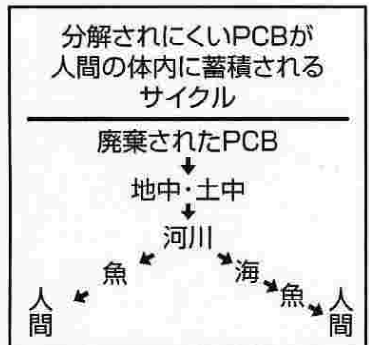 分解されにくいPCBが
人間の体内に蓄積される
サイクル
廃棄されたPCB
地中・土中
河川
魚
海
魚
人間
人間